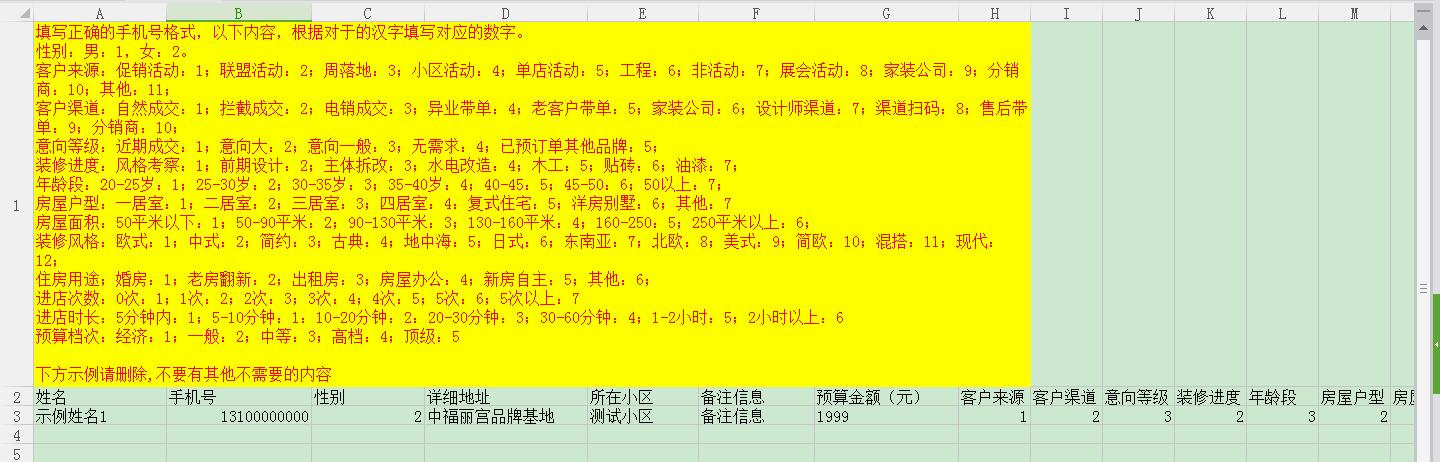 A B C D E F G H I J K L M
1
填写正确的手机号格式，以下内容，根据对于的汉字填写对应的数字。
性别：男：1，女：2。
客户来源：促销活动：1；联盟活动：2；周落地：3；小区活动：4；单店活动：5；工程：6；非活动：7；展会活动：8；家装公司：9；分销
商：10；其他：11；
客户渠道：自然成交：1；拦截成交：2；电销成交：3；异业带单：4；老客户带单：5；家装公司：6；设计师渠道：7；渠道扫码：8；售后带
单：9；分销商：10；
意向等级：近期成交：1；意向大：2；意向一般：3；无需求：4；已预订单其他品牌：5；
装修进度：风格考察：1；前期设计：2；主体拆改：3；水电改造：4；木工：5；贴砖：6；油漆：7；
年龄段：20-25岁：1；25-30岁：2；30-35岁：3；35-40岁：4；40-45：5；45-50：6；50以上：7；
房屋户型：一居室：1；二居室：2；三居室：3；四居室：4：复式住宅：5；洋房别墅：6；其他：7
房屋面积：50平米以下：1；50-90平米：2；90-130平米：3；130-160平米：4；160-250：5；250平米以上：6；
装修风格：欧式：1；中式：2；简约：3；古典：4；地中海：5；日式：6；东南亚：7；北欧：8；美式：9；简欧：10；混搭：11；现代：
12；
住房用途；婚房：1；老房翻新：2；出租房：3；房屋办公：4；新房自主：5；其他：6；
进店次数：0次：1；1次：2；2次：3；3次：4；4次：5；5次：6；5次以上：7
进店时长：5分钟内：1；5-10分钟：1：10-20分钟：2：20-30分钟：3；30-60分钟：4；1-2小时：5；2小时以上：6
预算档次：经济：1；一般：2；中等：3；高档：4；顶级：5
下方示例请删除,不要有其他不需要的内容
2 姓名 手机号 性别 详细地址 所在小区 备注信息 预算金额（元） 客户来源 客户渠道 意向等级 装修进度 年龄段 房屋户型 房
3 示例姓名1 13100000000 2 中福丽宫品牌基地 测试小区 备注信息 1999 1 2 3 2 3 2
4
5